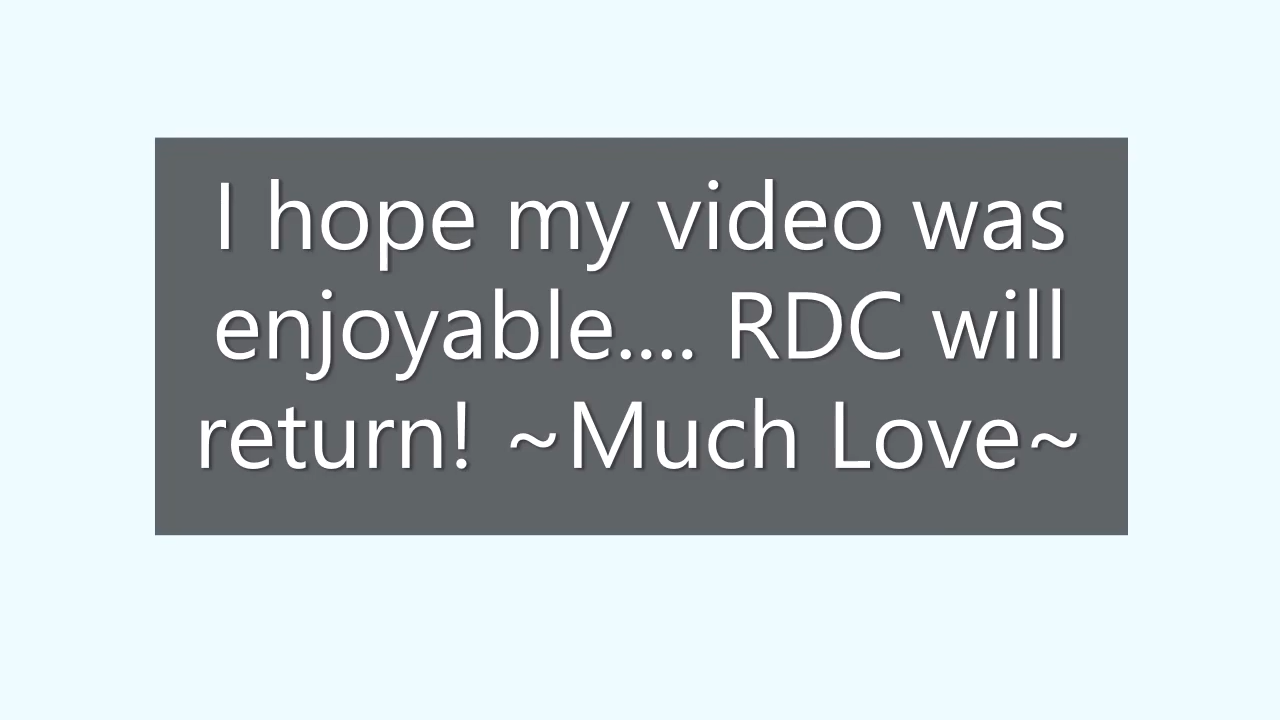 I hope my video was
enjoyable.... RDC will
return! ~Much Love~